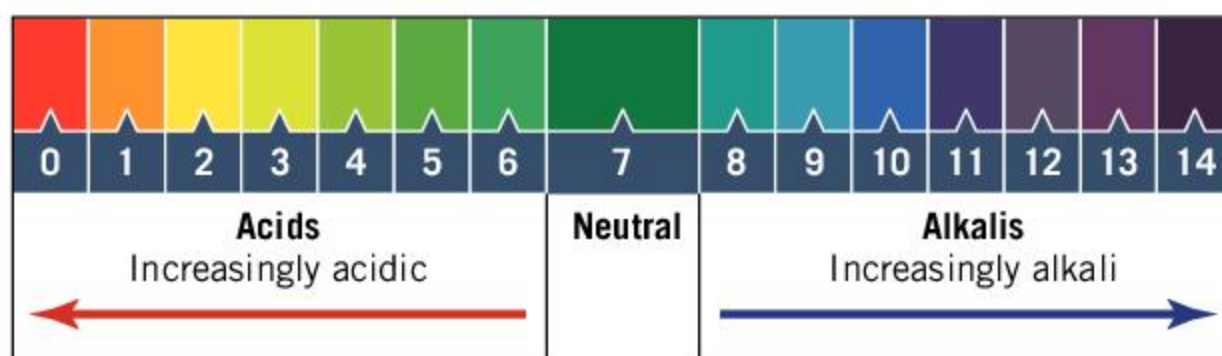 0 1 2 3 4 5 6 7 8 9 10 11 12 13 14
Acids Neutral Alkalis
Increasingly acidic Increasingly alkali